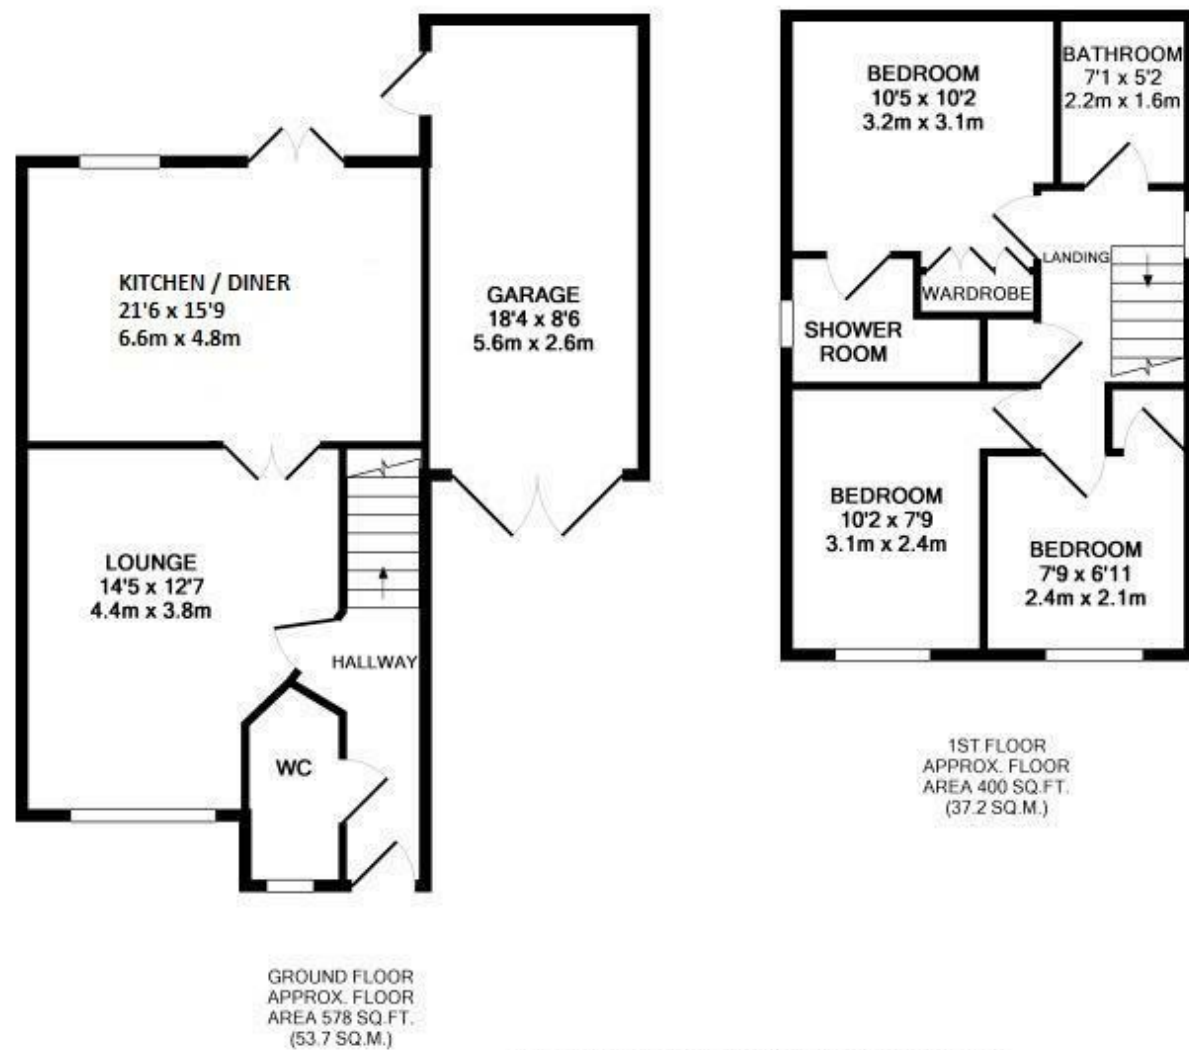 KITCHEN / DINER
21'6 x 15'9
6.6m x 4.8m
GARAGE
18'4 x 8'6
5.6m x 2.6m
LOUNGE
14'5 x 12'7
4.4m x 3.8m
HALLWAY
WC
GROUND FLOOR
APPROX. FLOOR
AREA 578 SQ.FT.
(53.7 SQ.M.)
BEDROOM
10'5 x 10'2
3.2m x 3.1m
BATHROOM
7'1 x 5'2
2.2m x 1.6m
LANDING
WARDROBE
SHOWER
ROOM
BEDROOM
10'2 x 7'9
3.1m x 2.4m
BEDROOM
7'9 x 6'11
2.4m x 2.1m
1ST FLOOR
APPROX. FLOOR
AREA 400 SQ.FT.
(37.2 SQ.M.)